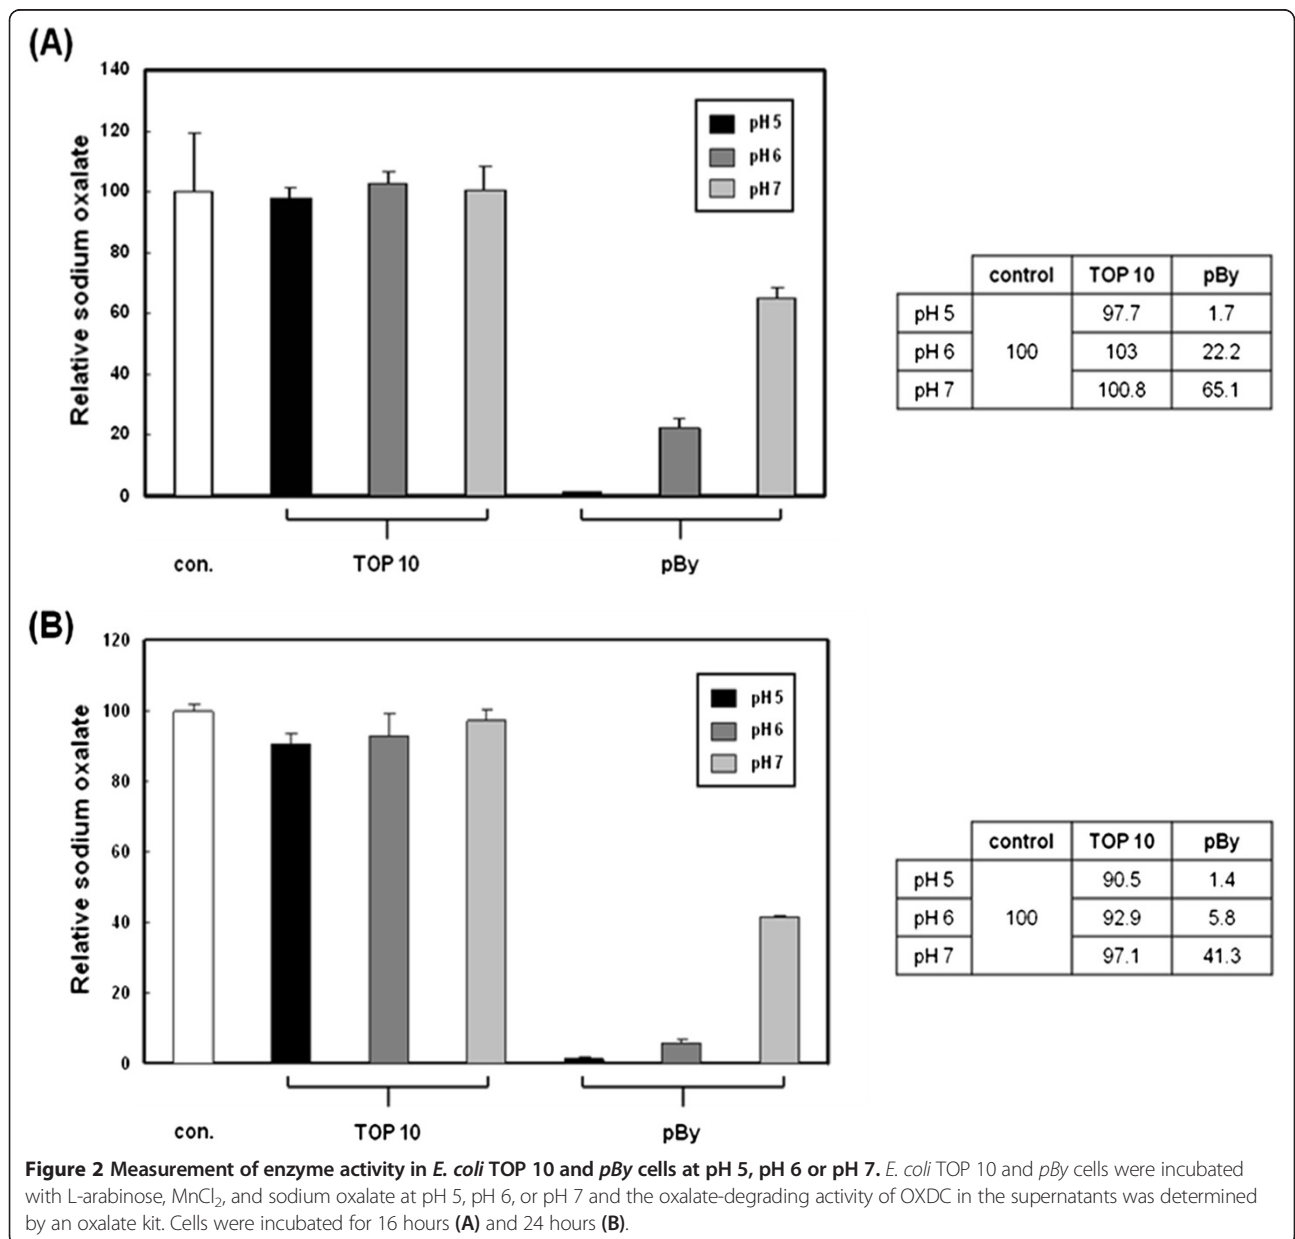 (A)
140
120
100
80
60
40
20
0
Relative sodium oxalate
pH 5
pH 6
pH 7
con.
TOP 10
pBy
control TOP 10 pBy
pH 5 97.7 1.7
pH 6 100 103 22.2
pH 7 100.8 65.1
(B)
120
100
80
60
40
20
0
Relative sodium oxalate
pH 5
pH 6
pH 7
con.
TOP 10
pBy
control TOP 10 pBy
pH 5 90.5 1.4
pH 6 100 92.9 5.8
pH 7 97.1 41.3
Figure 2 Measurement of enzyme activity in E. coli TOP 10 and pBy cells at pH 5, pH 6 or pH 7. E. coli TOP 10 and pBy cells were incubated
with L-arabinose, MnCl₂, and sodium oxalate at pH 5, pH 6, or pH 7 and the oxalate-degrading activity of OXDC in the supernatants was determined
by an oxalate kit. Cells were incubated for 16 hours (A) and 24 hours (B).